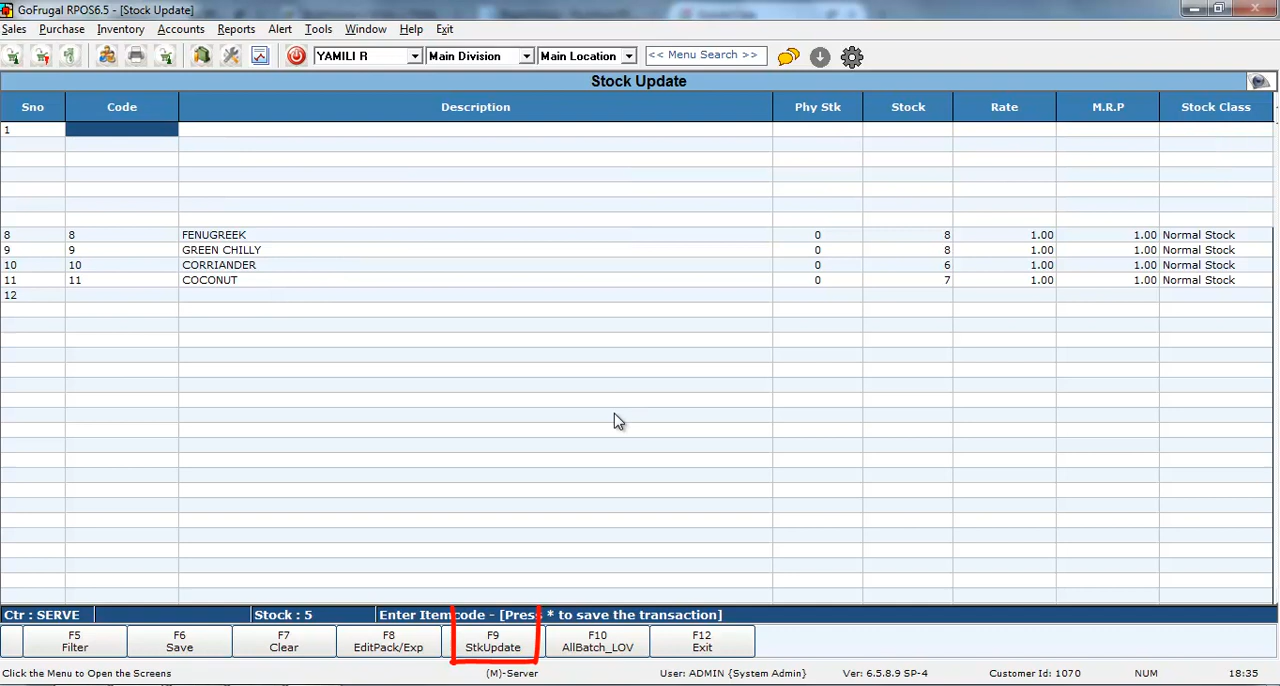 GoFrugal RPOS6.5 - [Stock Update]
Sales Purchase Inventory Accounts Reports Alert Tools Window Help Exit
YAMILI R Main Division Main Location << Menu Search >>
Stock Update
Sno Code Description Phy Stk Stock Rate M.R.P Stock Class
1
8 8 FENUGREEK 0 8 1.00 1.00 Normal Stock
9 9 GREEN CHILLY 0 8 1.00 1.00 Normal Stock
10 10 CORRIANDER 0 6 1.00 1.00 Normal Stock
11 11 COCONUT 0 7 1.00 1.00 Normal Stock
12
Ctr : SERVE Stock : 5 Enter Itemcode - [Press * to save the transaction]
F5 F6 F7 F8 F9 F10 F12
Filter Save Clear EditPack/Exp StkUpdate AllBatch_LOV Exit
Click the Menu to Open the Screens (M)-Server User: ADMIN {System Admin} Ver: 6.5.8.9 SP-4 Customer Id: 1070 NUM 18:35